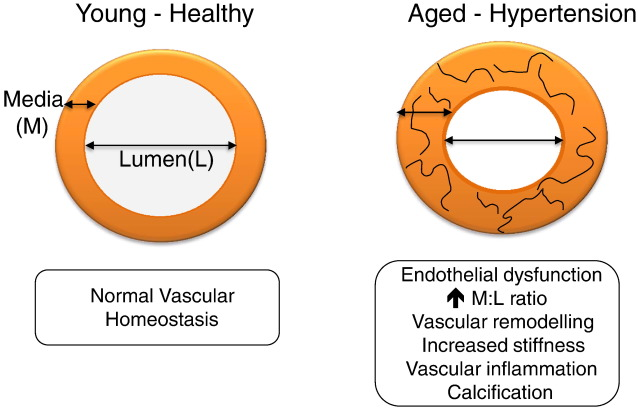 Young - Healthy
Aged - Hypertension
Media
(M)
Lumen(L)
Normal Vascular
Homeostasis
Endothelial dysfunction
⬆ M:L ratio
Vascular remodelling
Increased stiffness
Vascular inflammation
Calcification